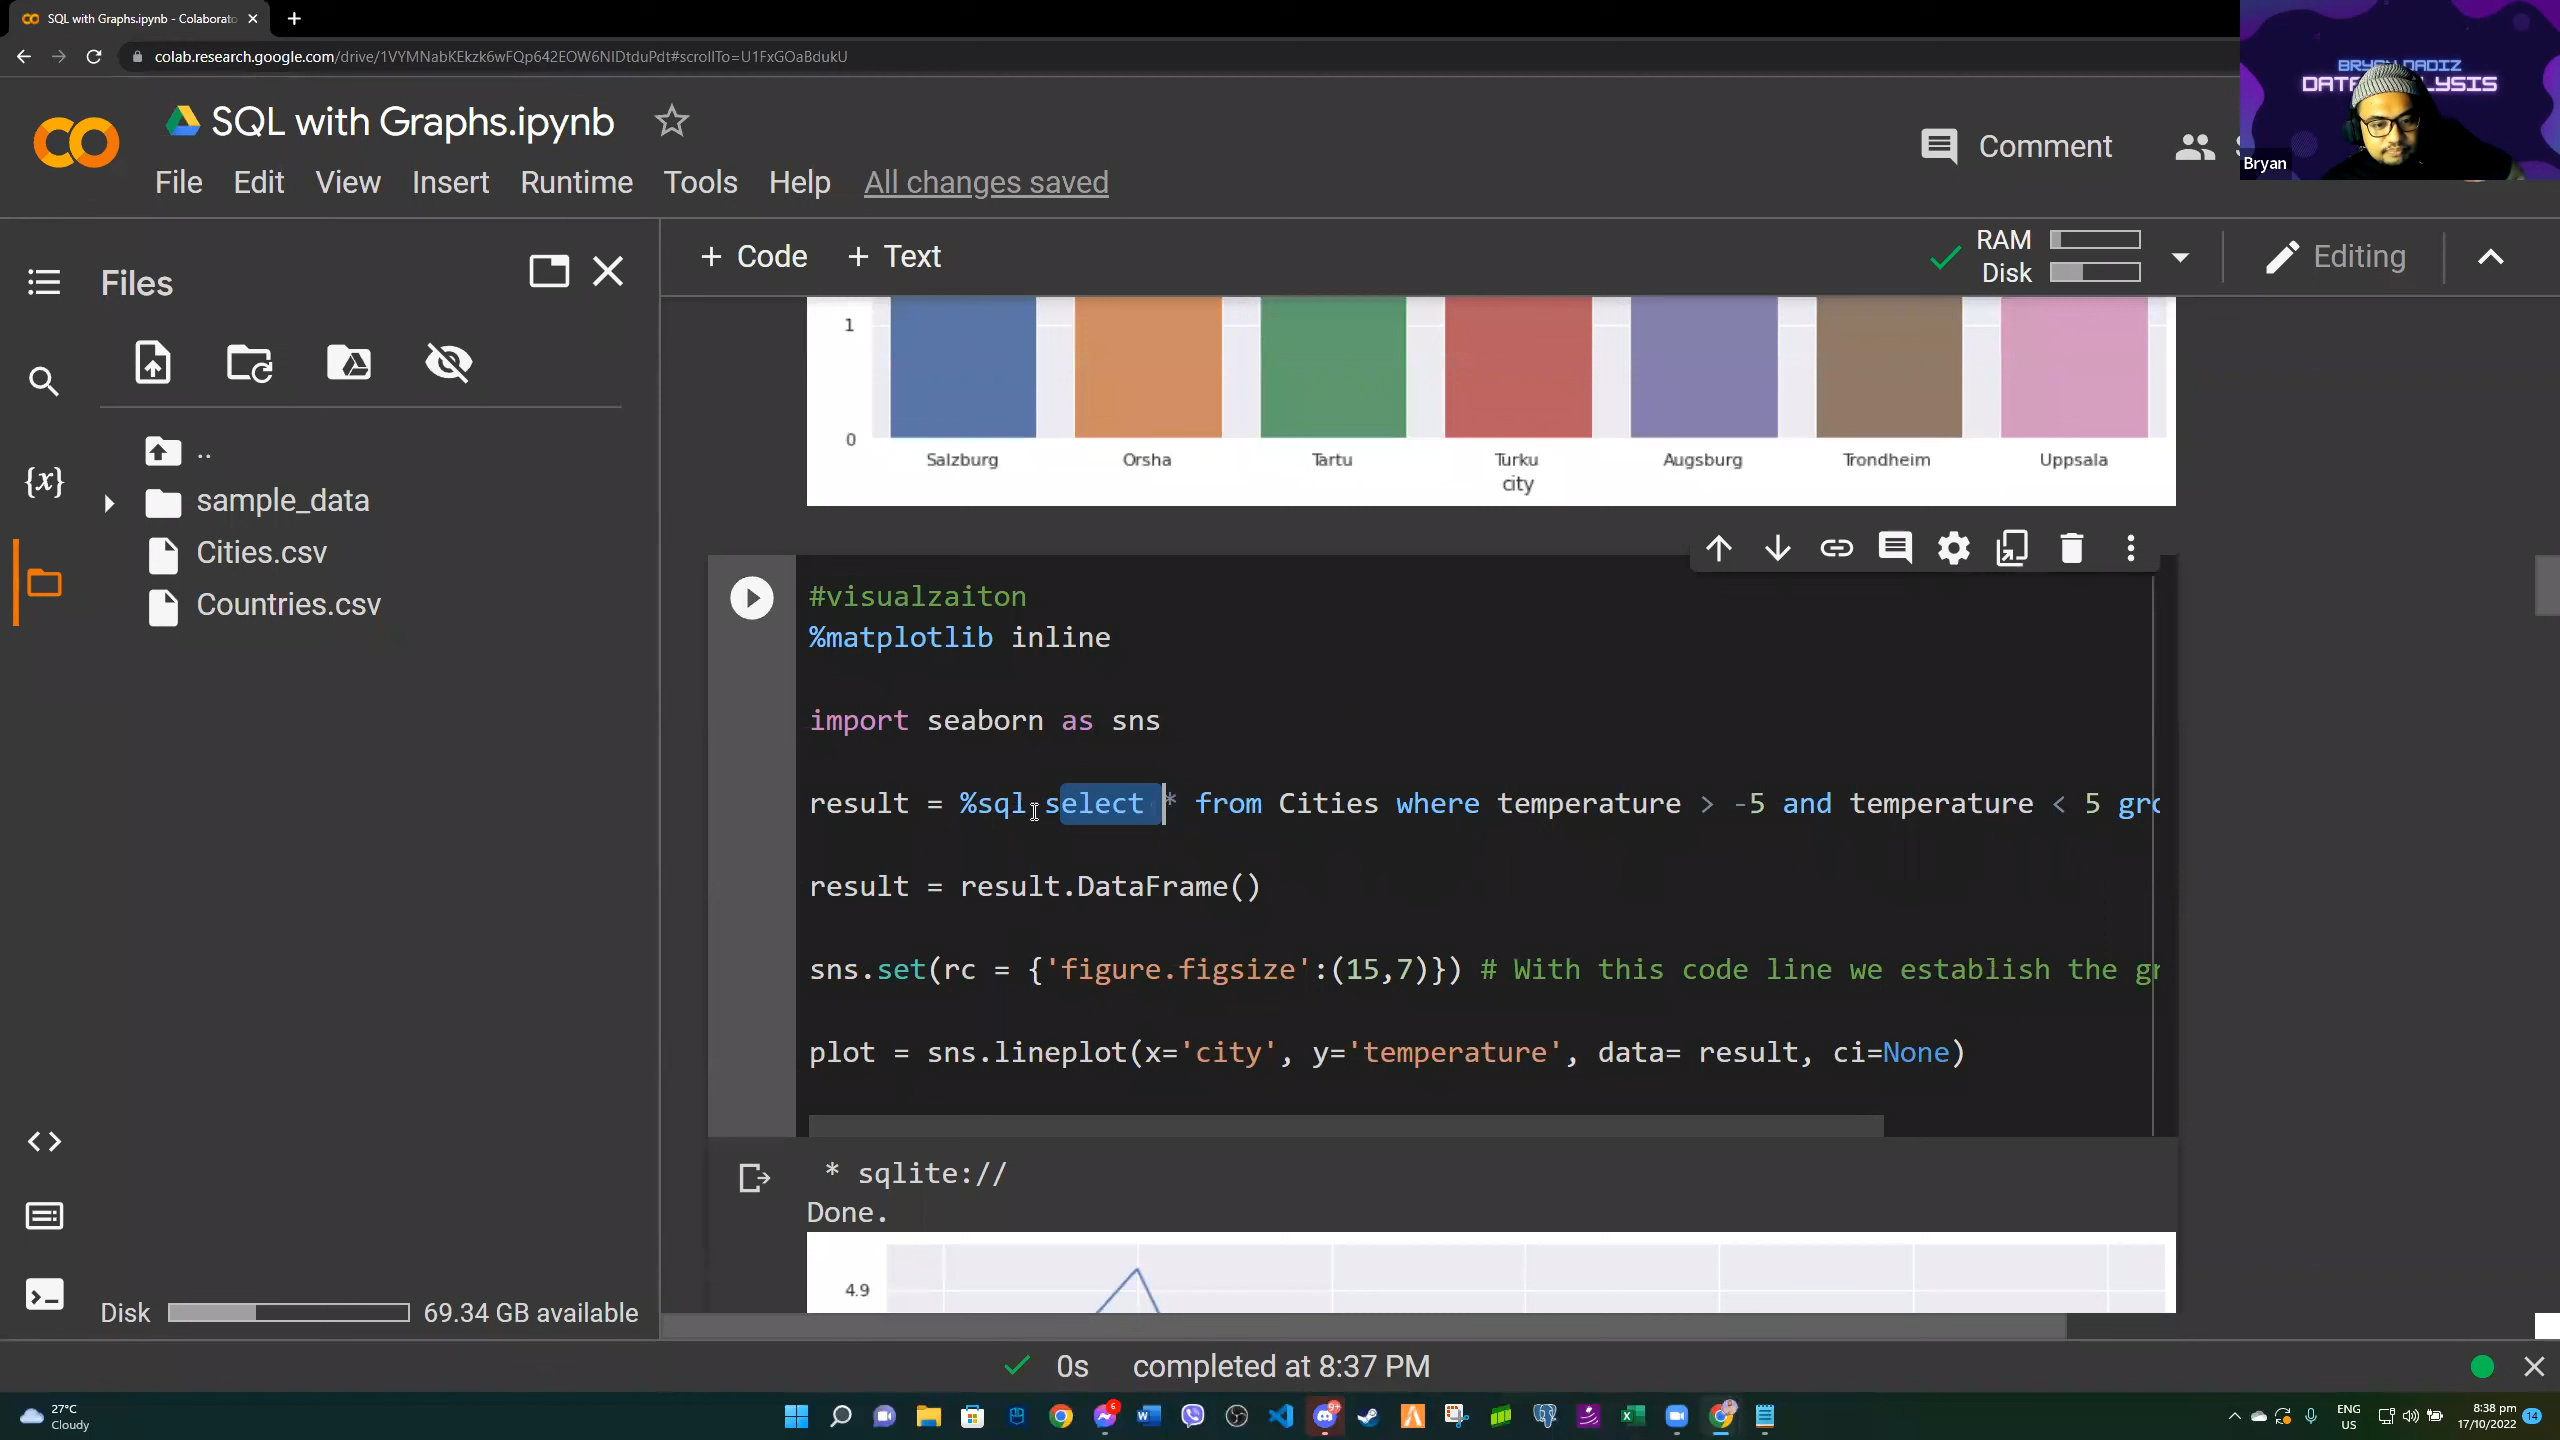 SQL with Graphs.ipynb - Colaborato
colab.research.google.com/drive/1VYMNabKEkzk6wFQp642EOW6NIDtduPdt#scrollTo=U1FxGOaBdukU
SQL with Graphs.ipynb
File Edit View Insert Runtime Tools Help All changes saved
Comment
BRYAN DADIZ
Bryan
Files
+ Code + Text
RAM
Disk
Editing
..
sample_data
Cities.csv
Countries.csv
1
0
Salzburg Orsha Tartu Turku Augsburg Trondheim Uppsala
city
#visualzaiton
%matplotlib inline
import seaborn as sns
result = %sql select * from Cities where temperature > -5 and temperature < 5 gro
result = result.DataFrame()
sns.set(rc = {'figure.figsize':(15,7)}) # With this code line we establish the gr
plot = sns.lineplot(x='city', y='temperature', data= result, ci=None)
* sqlite://
Done.
4.9
Disk 69.34 GB available
0s completed at 8:37 PM
27°C
Cloudy
ENG
US
8:38 pm
17/10/2022
14